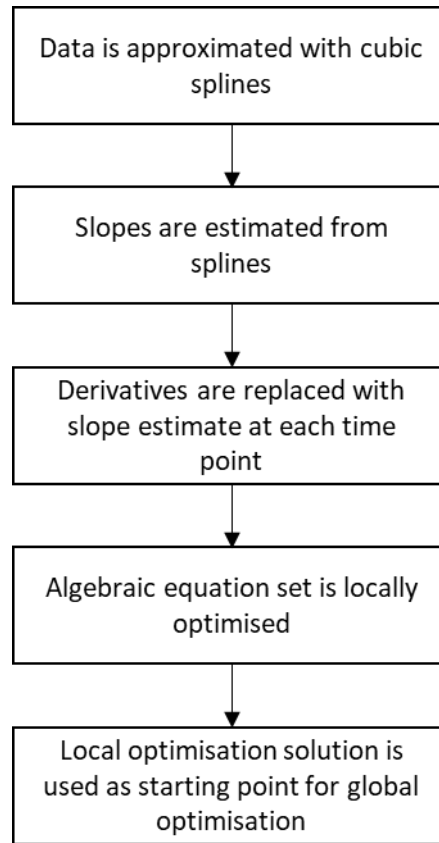 Data is approximated with cubic
splines
Slopes are estimated from
splines
Derivatives are replaced with
slope estimate at each time
point
Algebraic equation set is locally
optimised
Local optimisation solution is
used as starting point for global
optimisation